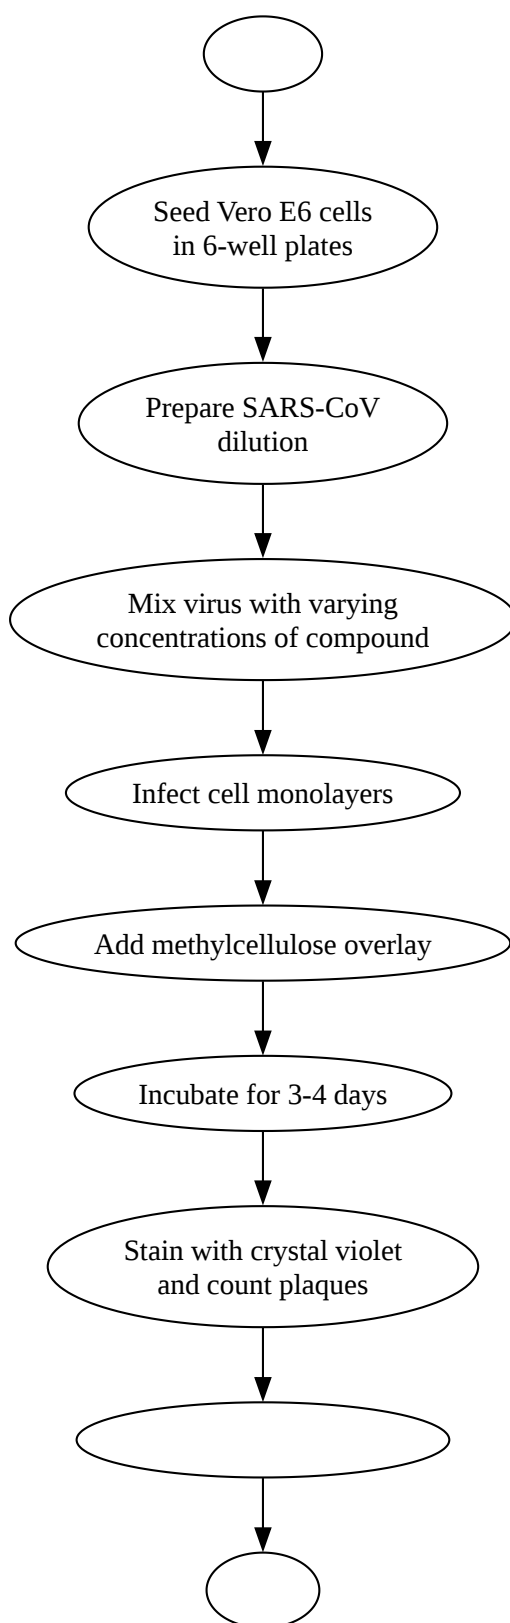 Seed Vero E6 cells
in 6-well plates
Prepare SARS-CoV
dilution
Mix virus with varying
concentrations of compound
Infect cell monolayers
Add methylcellulose overlay
Incubate for 3-4 days
Stain with crystal violet
and count plaques